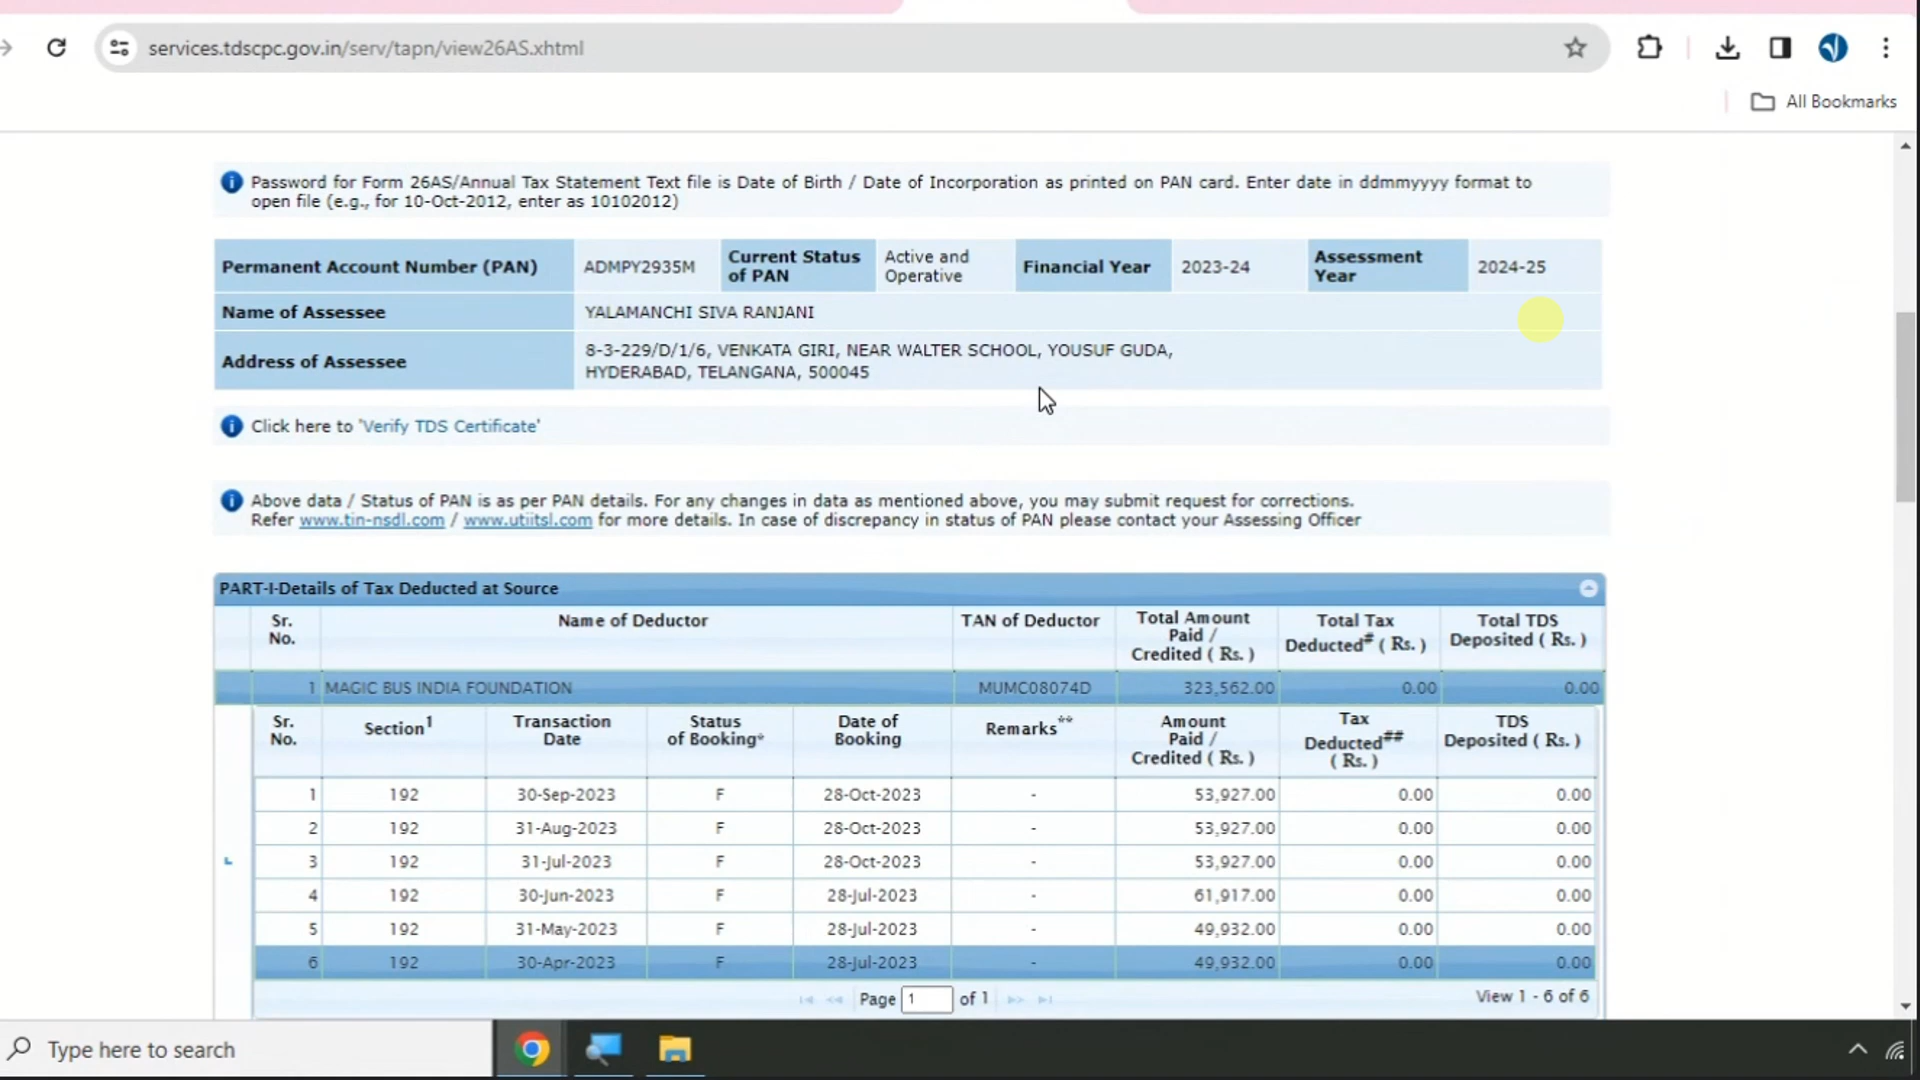 services.tdscpc.gov.in/serv/tapn/view26AS.xhtml
All Bookmarks
Password for Form 26AS/Annual Tax Statement Text file is Date of Birth / Date of Incorporation as printed on PAN card. Enter date in ddmmyyyy format to
open file (e.g., for 10-Oct-2012, enter as 10102012)
Permanent Account Number (PAN) ADMPY2935M Current Status of PAN Active and Operative Financial Year 2023-24 Assessment Year 2024-25
Name of Assessee YALAMANCHI SIVA RANJANI
Address of Assessee 8-3-229/D/1/6, VENKATA GIRI, NEAR WALTER SCHOOL, YOUSUF GUDA,
HYDERABAD, TELANGANA, 500045
Click here to 'Verify TDS Certificate'
Above data / Status of PAN is as per PAN details. For any changes in data as mentioned above, you may submit request for corrections.
Refer www.tin-nsdl.com / www.utiitsl.com for more details. In case of discrepancy in status of PAN please contact your Assessing Officer
PART-I-Details of Tax Deducted at Source
Sr. No. Name of Deductor TAN of Deductor Total Amount Paid / Credited ( Rs. ) Total Tax Deducted# ( Rs. ) Total TDS Deposited ( Rs. )
1 MAGIC BUS INDIA FOUNDATION MUMC08074D 323,562.00 0.00 0.00
Sr. No. Section1 Transaction Date Status of Booking* Date of Booking Remarks** Amount Paid / Credited ( Rs. ) Tax Deducted## ( Rs. ) TDS Deposited ( Rs. )
1 192 30-Sep-2023 F 28-Oct-2023 - 53,927.00 0.00 0.00
2 192 31-Aug-2023 F 28-Oct-2023 - 53,927.00 0.00 0.00
3 192 31-Jul-2023 F 28-Oct-2023 - 53,927.00 0.00 0.00
4 192 30-Jun-2023 F 28-Jul-2023 - 61,917.00 0.00 0.00
5 192 31-May-2023 F 28-Jul-2023 - 49,932.00 0.00 0.00
6 192 30-Apr-2023 F 28-Jul-2023 - 49,932.00 0.00 0.00
Page 1 of 1 View 1 - 6 of 6
Type here to search